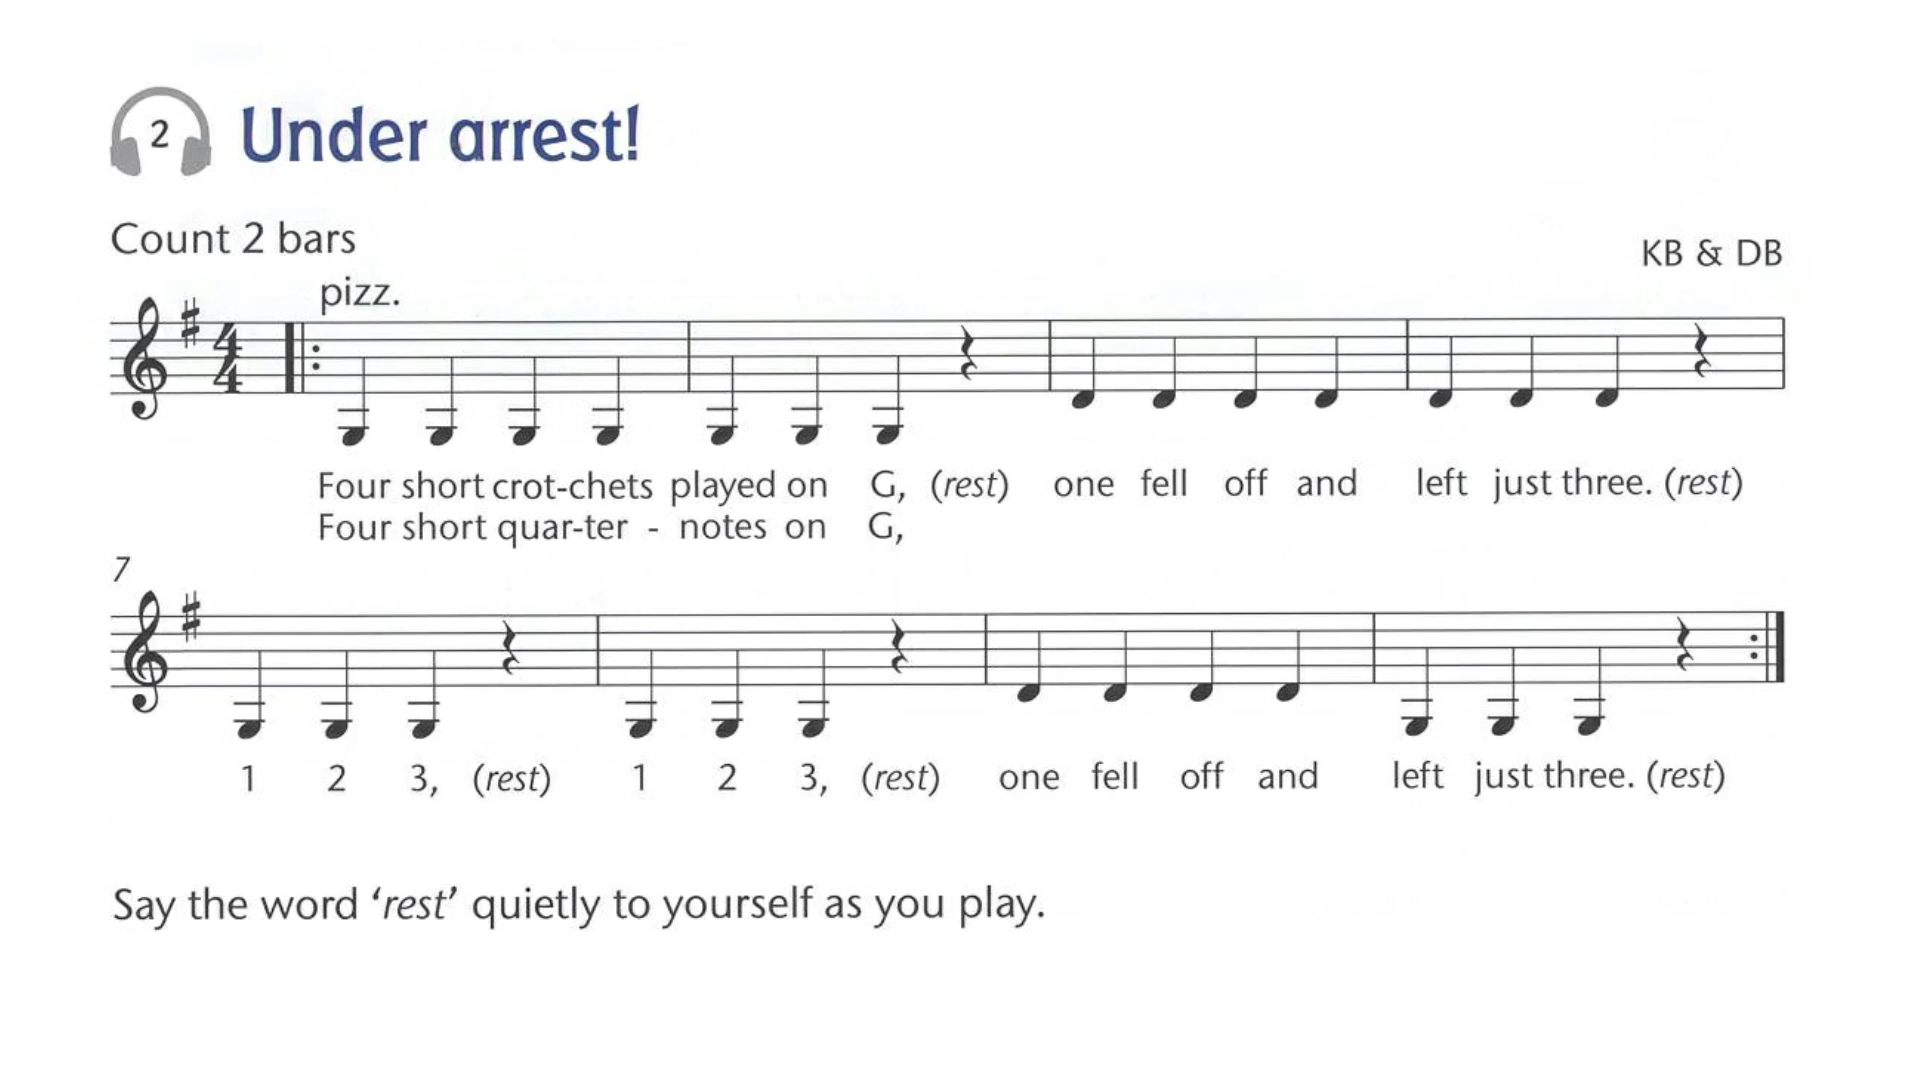 2 Under arrest!
Count 2 bars
KB & DB
pizz.
4
4
Four short crot-chets played on G, (rest) one fell off and left just three. (rest)
Four short quar-ter - notes on G,
7
1 2 3, (rest) 1 2 3, (rest) one fell off and left just three. (rest)
Say the word ‘rest’ quietly to yourself as you play.